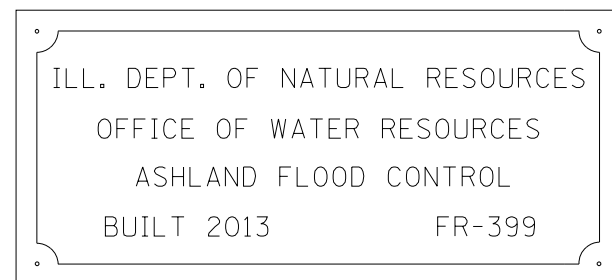 ILL. DEPT. OF NATURAL RESOURCES
OFFICE OF WATER RESOURCES
ASHLAND FLOOD CONTROL
BUILT 2013 FR-399